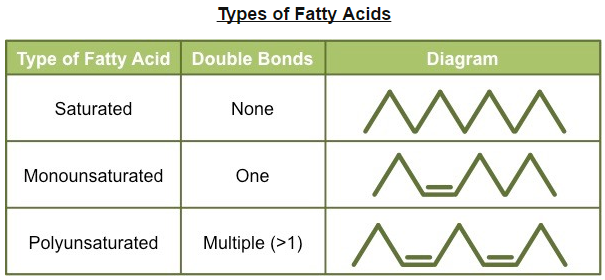 Types of Fatty Acids
Type of Fatty Acid Double Bonds Diagram
Saturated None
Monounsaturated One
Polyunsaturated Multiple (>1)